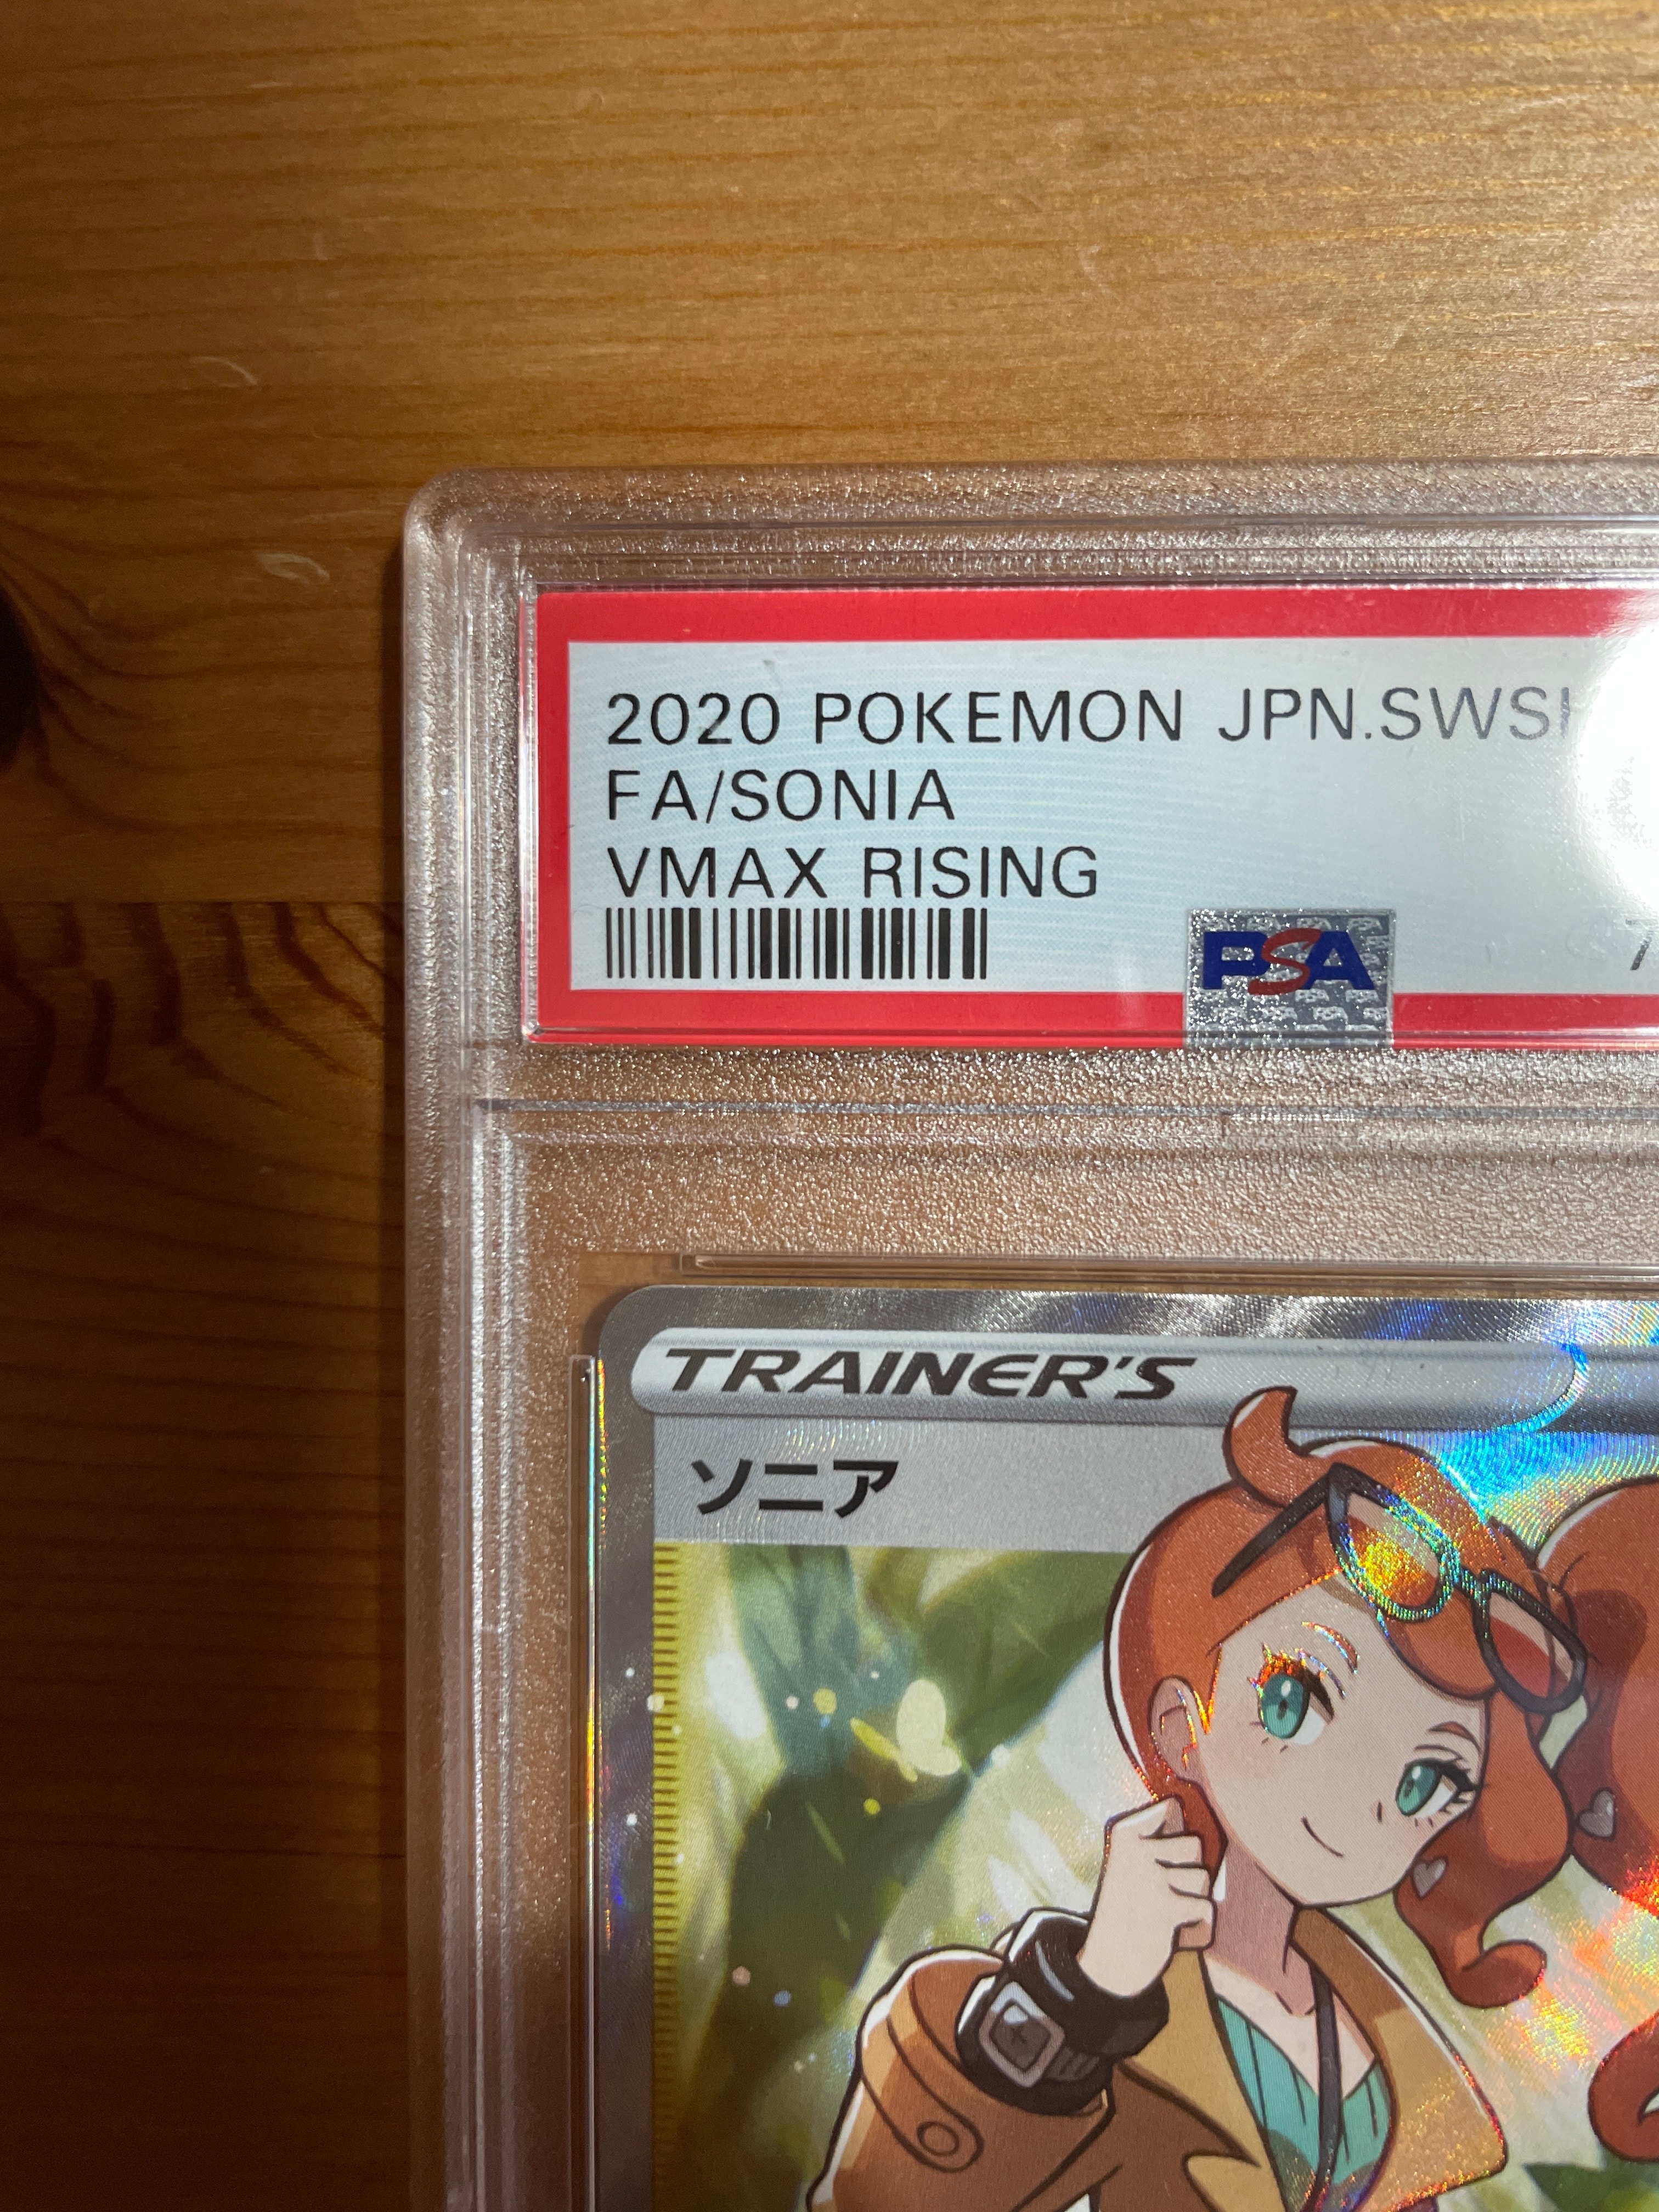 2020 POKEMON JPN.SWSH
FA/SONIA
VMAX RISING
PSA
TRAINER'S
ソニア